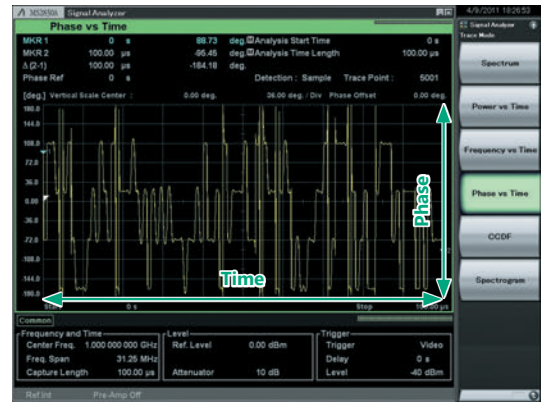 MS2830A Signal Analyzer 4/9/2011 18:26:53
Phase vs Time
MKR 1 0 s 88.73 deg. Analysis Start Time 0 s
MKR 2 100.00 µs -95.45 deg. Analysis Time Length 100.00 µs
Δ(2-1) 100.00 µs -184.18 deg.
Phase Ref 0 s Detection : Sample Trace Point : 5001
[deg.] Vertical Scale Center : 0.00 deg. 36.00 deg. / Div Phase Offset 0.00 deg.
180.0
144.0
108.0
72.0
36.0
0.00
-36.0
-72.0
-108.0
-144.0
-180.0
Phase
Time
Start 0 s Stop 100.00 µs
Common
Frequency and Time
Center Freq. 1.000 000 000 GHz
Freq. Span 31.25 MHz
Capture Length 100.00 µs
Level
Ref. Level 0.00 dBm
Attenuator 10 dB
Trigger
Trigger Video
Delay 0 s
Level -40 dBm
Ref.Int Pre-Amp Off
Signal Analyzer
Trace Mode
Spectrum
Power vs Time
Frequency vs Time
Phase vs Time
CCDF
Spectrogram